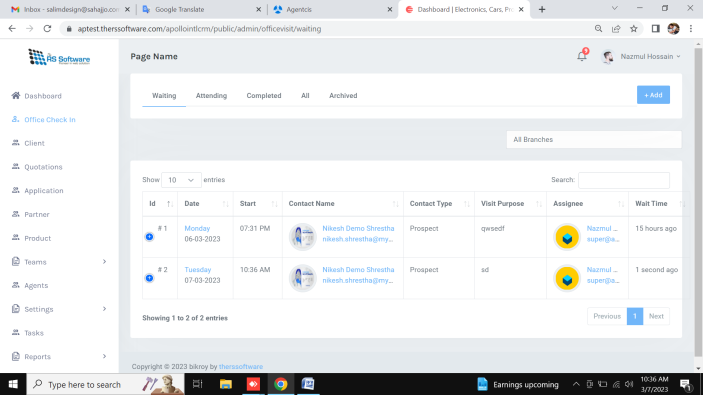 Inbox - salimdesign@sahajjo.com
Google Translate
Agentcis
Dashboard | Electronics, Cars, Pro
aptest.therssoftware.com/apollointlcrm/public/admin/officevisit/waiting
RS Software
Page Name
9
Nazmul Hossain
Dashboard
Office Check In
Client
Quotations
Application
Partner
Product
Teams
Agents
Settings
Tasks
Reports
Waiting
Attending
Completed
All
Archived
+ Add
All Branches
Show 10 entries
Search:
Id Date Start Contact Name Contact Type Visit Purpose Assignee Wait Time
# 1 Monday 07:31 PM Nikesh Demo Shrestha Prospect qwsedf Nazmul ... 15 hours ago
06-03-2023 nikesh.shrestha@my... super@a...
# 2 Tuesday 10:36 AM Nikesh Demo Shrestha Prospect sd Nazmul ... 1 second ago
07-03-2023 nikesh.shrestha@my... super@a...
Showing 1 to 2 of 2 entries
Previous 1 Next
Copyright © 2023 bikroy by therssoftware
Type here to search
Earnings upcoming
10:36 AM
3/7/2023
1